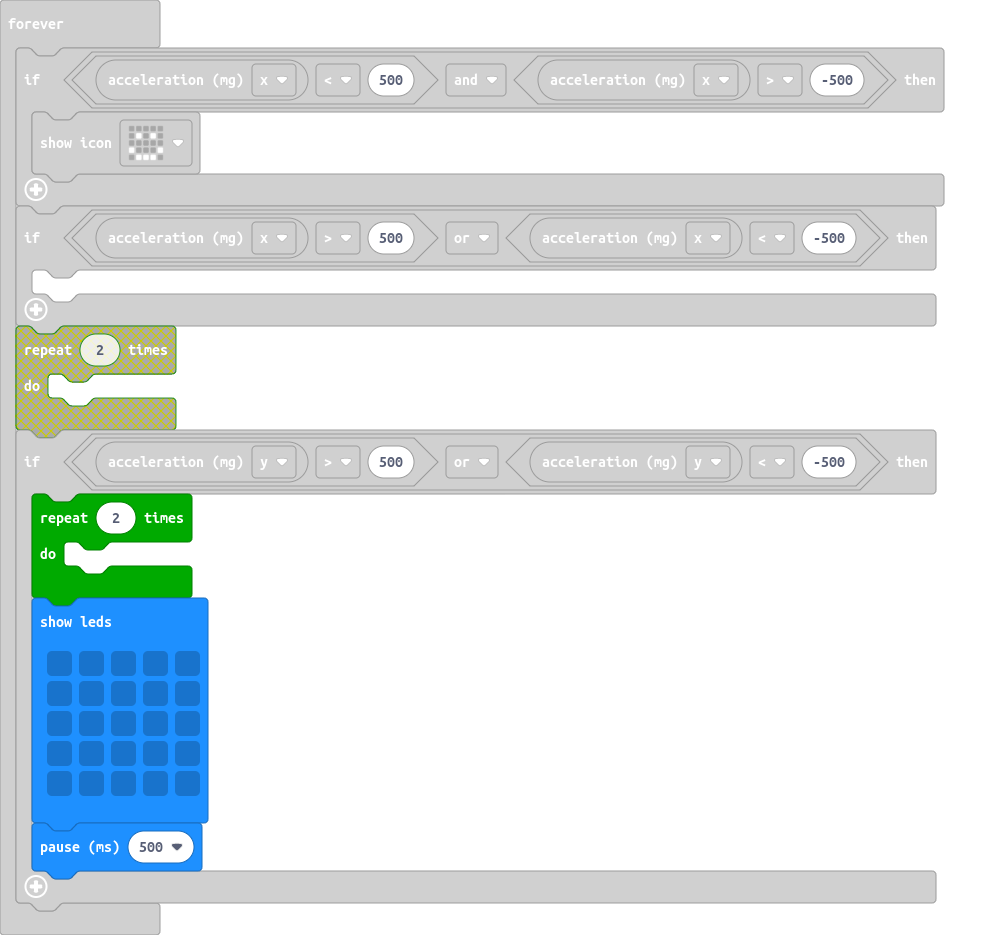 forever
if acceleration (mg) x < 500 and acceleration (mg) x > -500 then
show icon
if acceleration (mg) x > 500 or acceleration (mg) x < -500 then
repeat 2 times
do
if acceleration (mg) y > 500 or acceleration (mg) y < -500 then
repeat 2 times
do
show leds
pause (ms) 500